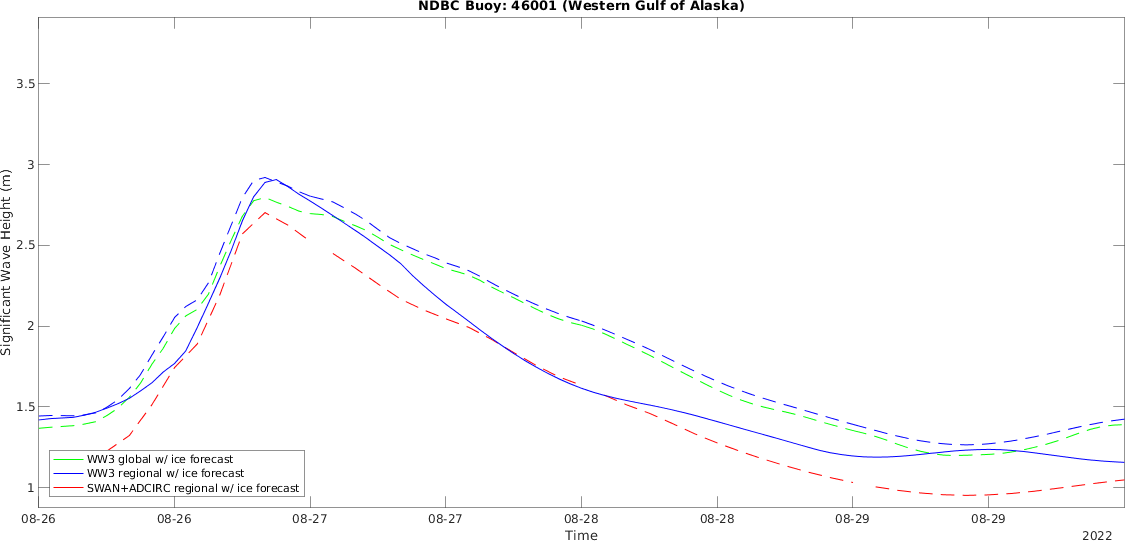 NDBC Buoy: 46001 (Western Gulf of Alaska)
Significant Wave Height (m)
3.5
3
2.5
2
1.5
1
WW3 global w/ ice forecast
WW3 regional w/ ice forecast
SWAN+ADCIRC regional w/ ice forecast
08-26 08-26 08-27 08-27 08-28 08-28 08-29 08-29
Time
2022